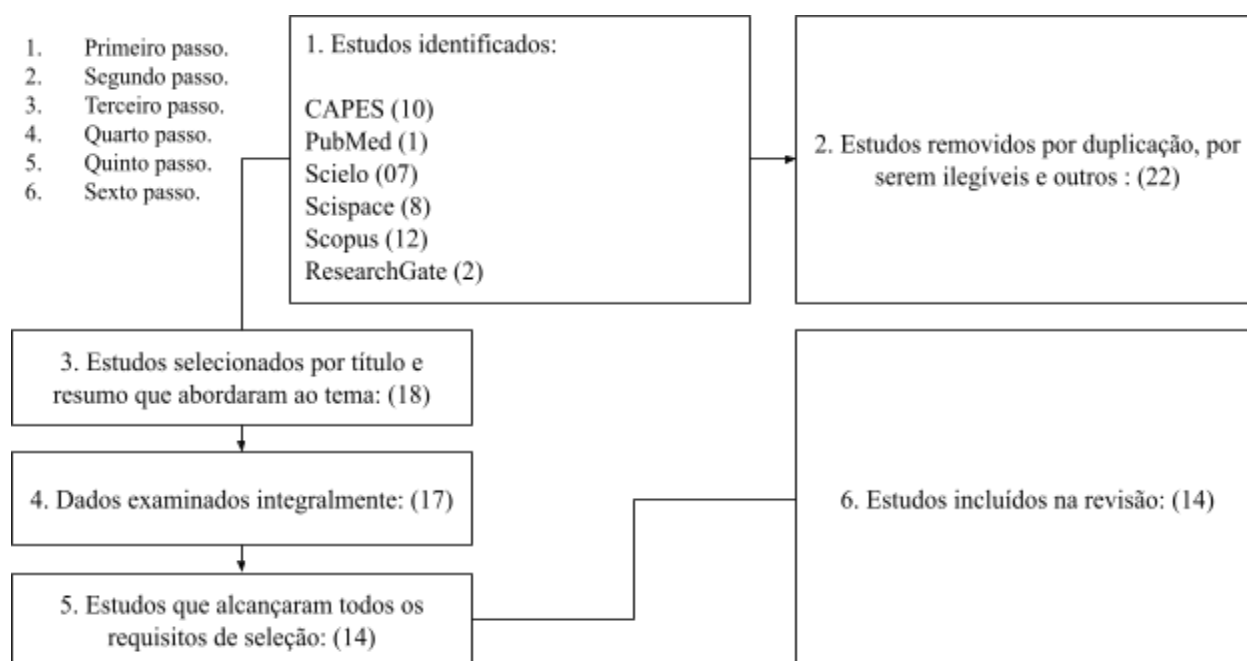 1. Primeiro passo.
2. Segundo passo.
3. Terceiro passo.
4. Quarto passo.
5. Quinto passo.
6. Sexto passo.
1. Estudos identificados:
CAPES (10)
PubMed (1)
Scielo (07)
Scispace (8)
Scopus (12)
ResearchGate (2)
2. Estudos removidos por duplicação, por
serem ilegíveis e outros : (22)
3. Estudos selecionados por título e
resumo que abordaram ao tema: (18)
4. Dados examinados integralmente: (17)
5. Estudos que alcançaram todos os
requisitos de seleção: (14)
6. Estudos incluídos na revisão: (14)